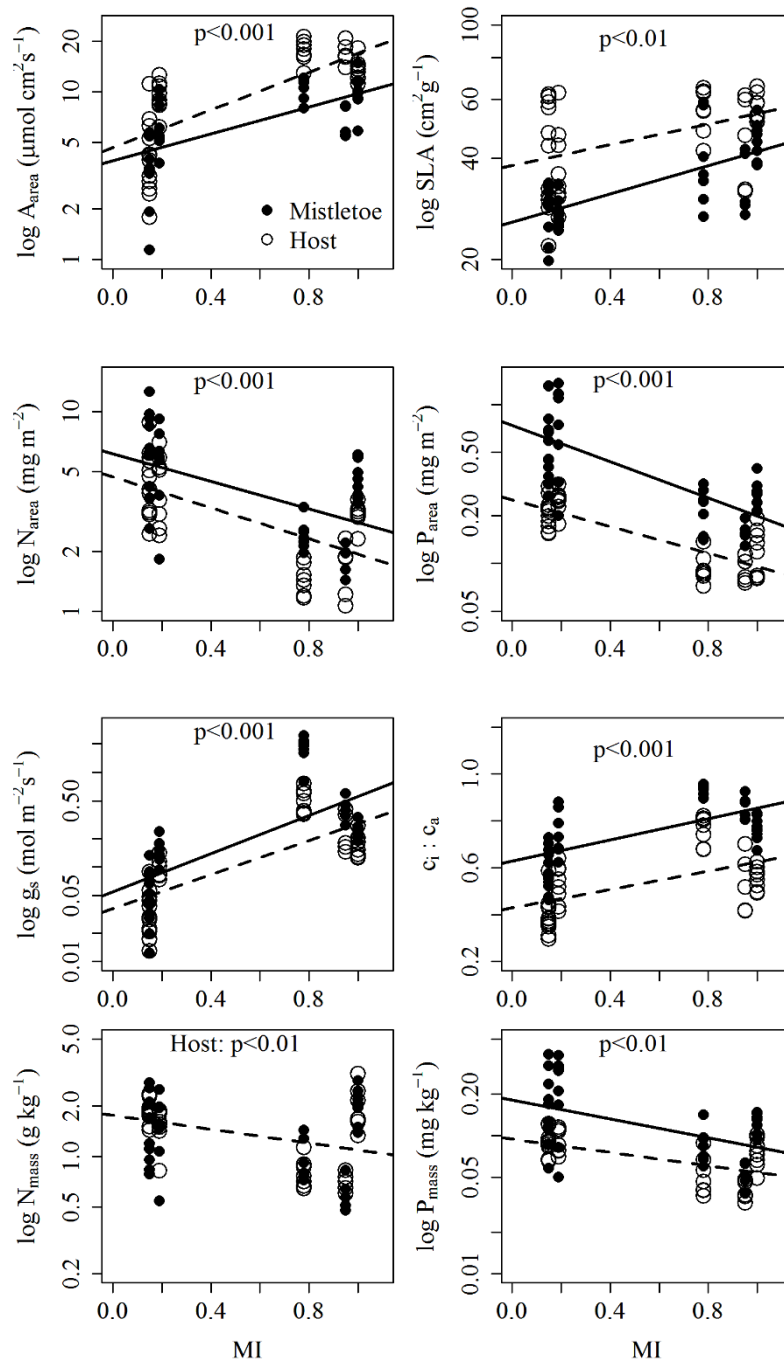 p<0.001
log A_area (μmol cm²s⁻¹)
20
10
5
2
1
Mistletoe
Host
0.0 0.4 0.8
p<0.01
log SLA (cm²g⁻¹)
100
60
40
20
0.0 0.4 0.8
p<0.001
log N_area (mg m⁻²)
10
5
2
1
0.0 0.4 0.8
p<0.001
log P_area (mg m⁻²)
0.50
0.20
0.05
0.0 0.4 0.8
p<0.001
log g_s (mol m⁻²s⁻¹)
0.50
0.05
0.01
0.0 0.4 0.8
p<0.001
c_i : c_a
1.0
0.6
0.2
0.0 0.4 0.8
Host: p<0.01
log N_mass (g kg⁻¹)
5.0
2.0
1.0
0.5
0.2
0.0 0.4 0.8
MI
p<0.01
log P_mass (mg kg⁻¹)
0.20
0.05
0.01
0.0 0.4 0.8
MI